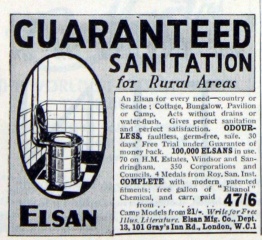 GUARANTEED
SANITATION
for Rural Areas
An Elsan for every need—country or
Seaside; Cottage, Bungalow, Pavilion
or Camp. Acts without drains or
water-flush. Gives perfect sanitation
and perfect satisfaction. ODOUR-
LESS, faultless, germ-free, safe. 30
days' Free Trial under Guarantee of
money back. 100,000 ELSANS in use.
70 on H.M. Estates, Windsor and San-
dringham. 350 Corporations and
Councils. 4 Medals from Roy. San. Inst.
COMPLETE with modern patented
fitments; free gallon of "Elsanol"
Chemical, and carr. paid
from . . . . 47/6
Camp Models from 21/-. Write for Free
Illus. Literature. Elsan Mfg. Co., Dept.
13, 101 Gray's Inn Rd., London, W.C.1
ELSAN